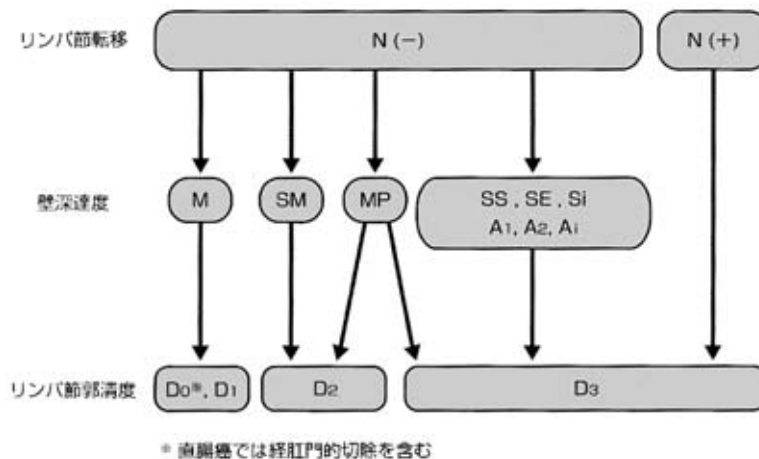 リンパ節転移 N (−) N (+)
壁深達度 M SM MP SS , SE , Si
A1, A2, Ai
リンパ節郭清度 D0※, D1 D2 D3
※ 直腸癌では経肛門的切除を含む